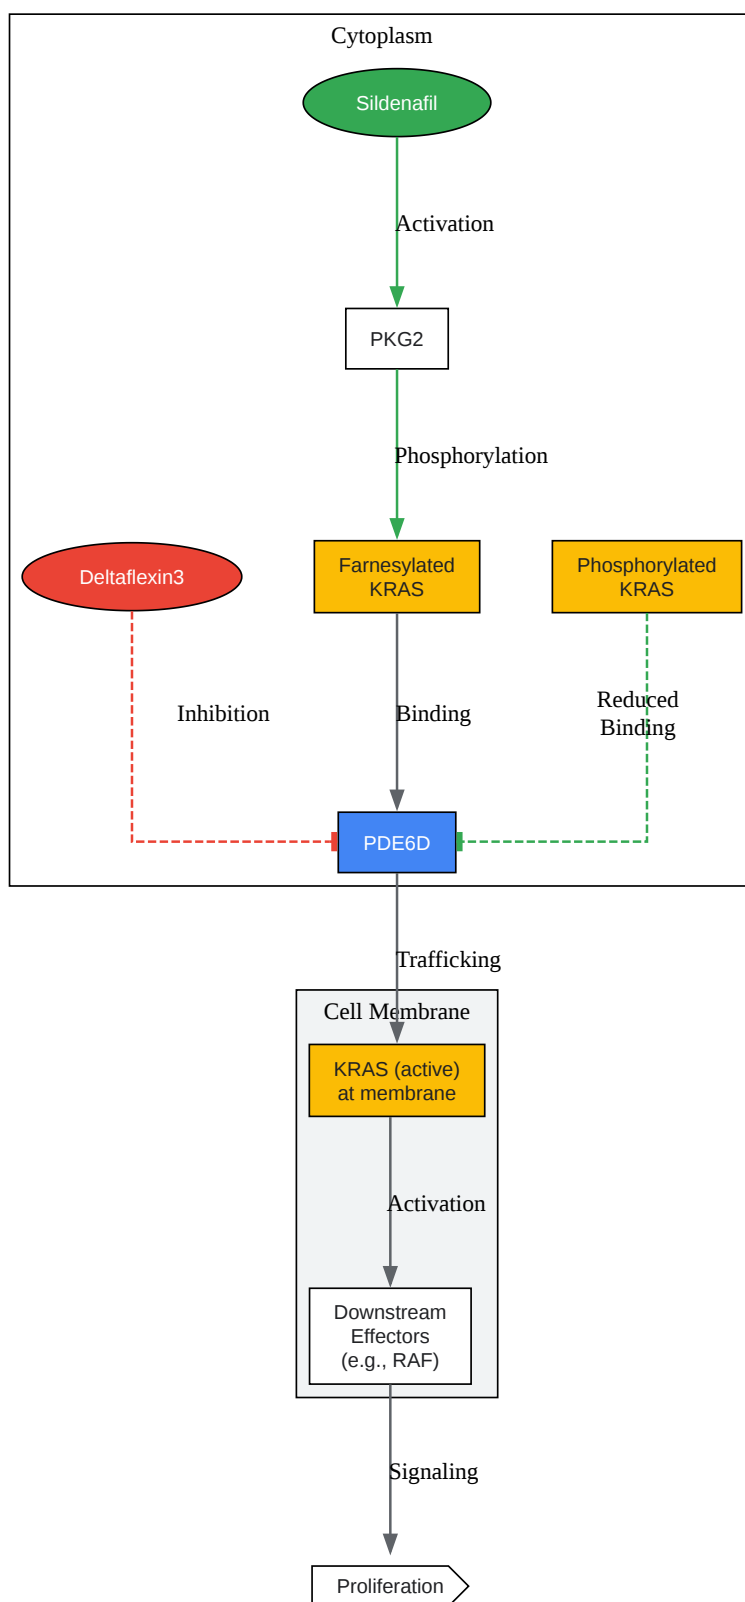 Cytoplasm
Sildenafil
Activation
PKG2
Phosphorylation
Deltaflexin3
Farnesylated
KRAS
Phosphorylated
KRAS
Inhibition
Binding
Reduced
Binding
PDE6D
Trafficking
Cell Membrane
KRAS (active)
at membrane
Activation
Downstream
Effectors
(e.g., RAF)
Signaling
Proliferation